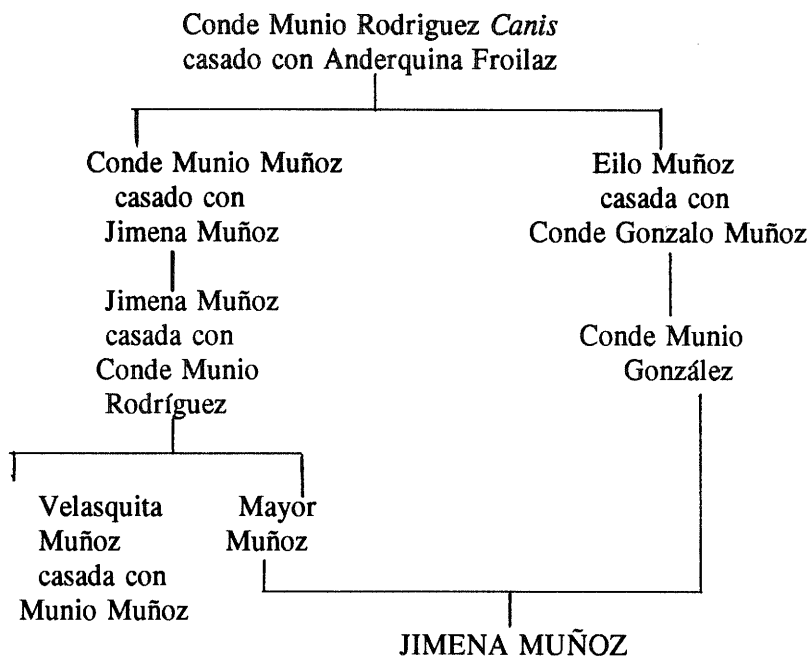 Conde Munio Rodriguez Canis
casado con Anderquina Froilaz
Conde Munio Muñoz
casado con
Jimena Muñoz
Eilo Muñoz
casada con
Conde Gonzalo Muñoz
Jimena Muñoz
casada con
Conde Munio
Rodríguez
Conde Munio
González
Velasquita
Muñoz
casada con
Munio Muñoz
Mayor
Muñoz
JIMENA MUÑOZ